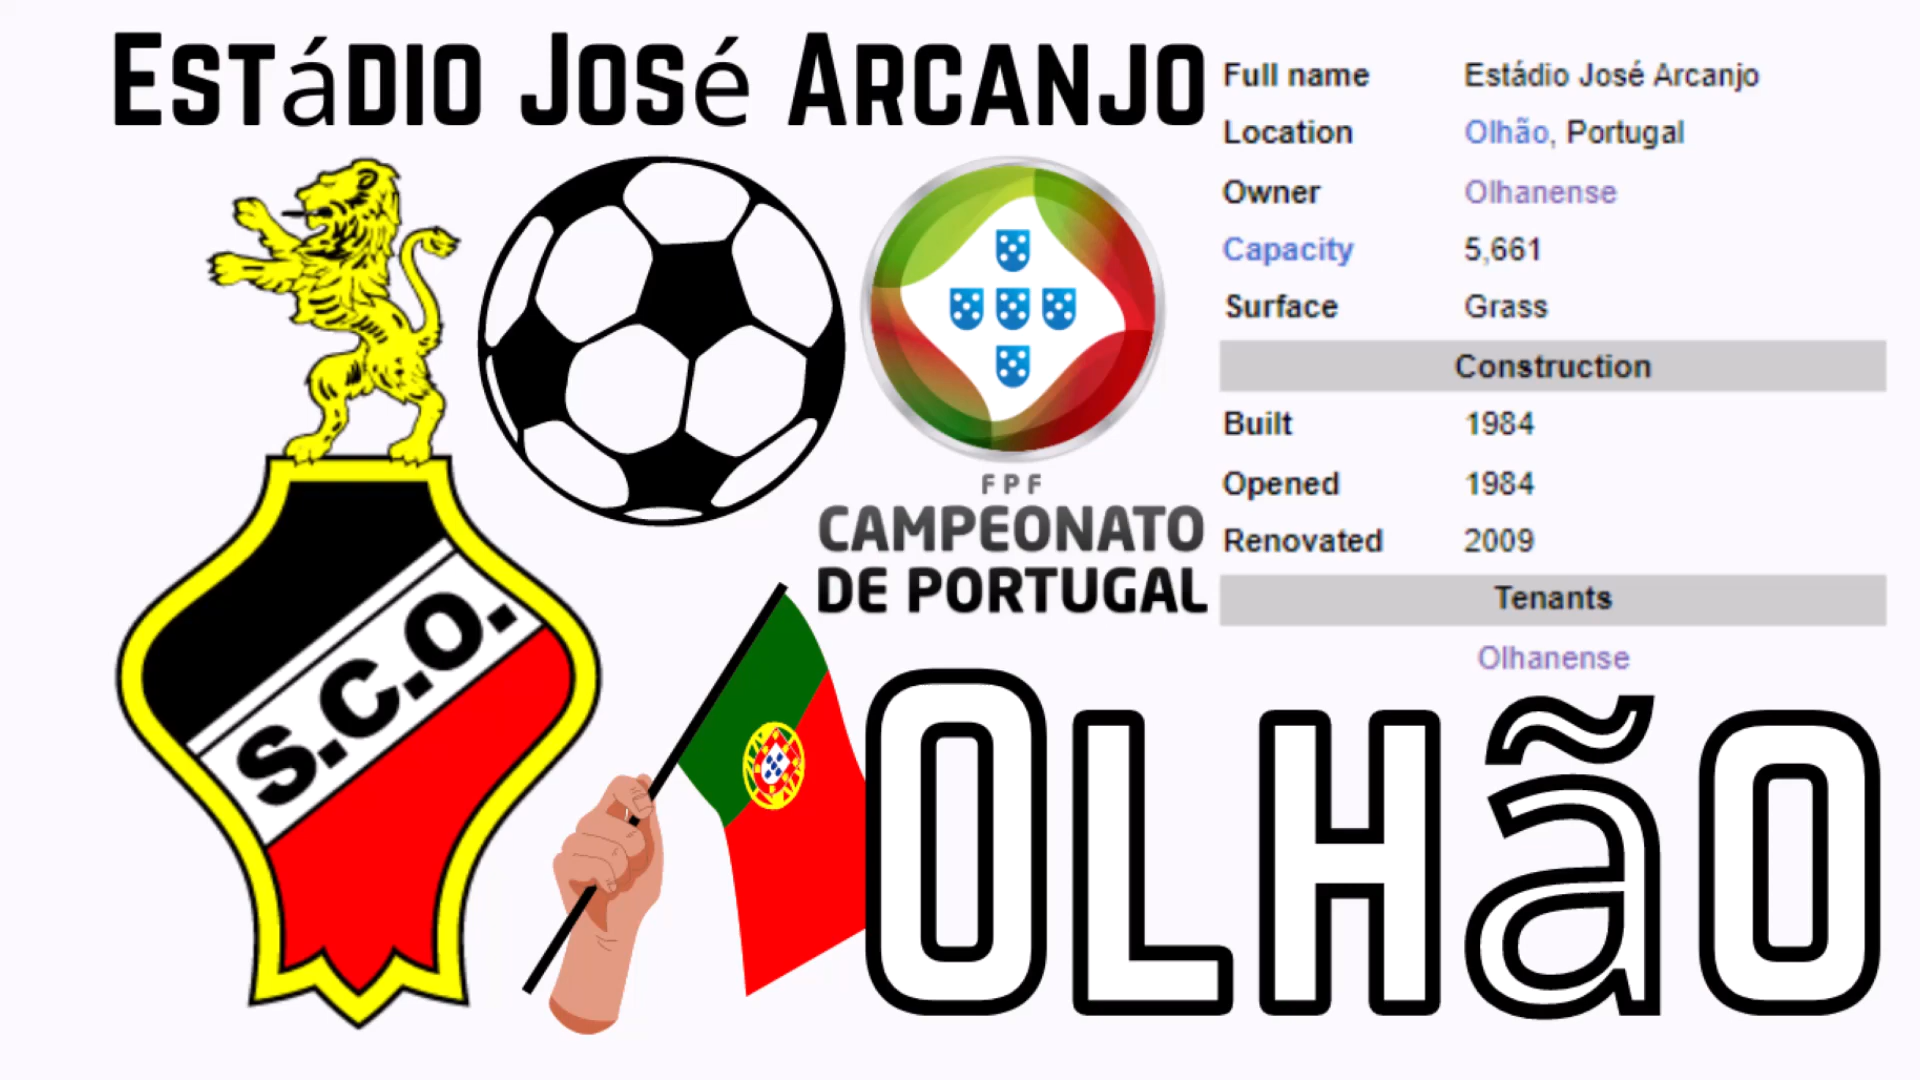 Estádio José Arcanjo
Full name Estádio José Arcanjo
Location Olhão, Portugal
Owner Olhanense
Capacity 5,661
Surface Grass
Construction
Built 1984
Opened 1984
Renovated 2009
Tenants
Olhanense
FPF
CAMPEONATO
DE PORTUGAL
S.C.O.
Olhão